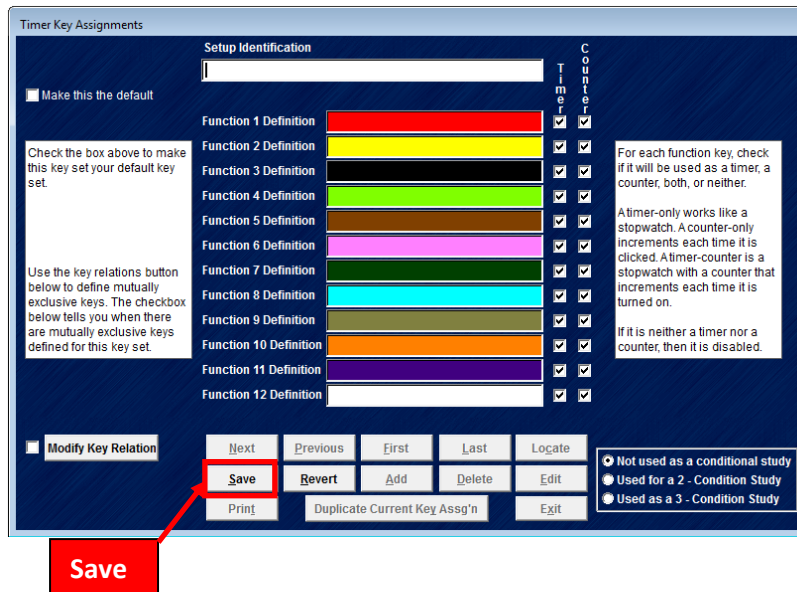 Timer Key Assignments
Setup Identification
Timer
Counter
Make this the default
Function 1 Definition
Function 2 Definition
Function 3 Definition
Function 4 Definition
Function 5 Definition
Function 6 Definition
Function 7 Definition
Function 8 Definition
Function 9 Definition
Function 10 Definition
Function 11 Definition
Function 12 Definition
Check the box above to make
this key set your default key
set.
Use the key relations button
below to define mutually
exclusive keys. The checkbox
below tells you when there
are mutually exclusive keys
defined for this key set.
For each function key, check
if it will be used as a timer, a
counter, both, or neither.
A timer-only works like a
stopwatch. A counter-only
increments each time it is
clicked. A timer-counter is a
stopwatch with a counter that
increments each time it is
turned on.
If it is neither a timer nor a
counter, then it is disabled.
Modify Key Relation
Next Previous First Last Locate
Save Revert Add Delete Edit
Print Duplicate Current Key Assg'n Exit
Not used as a conditional study
Used for a 2 - Condition Study
Used as a 3 - Condition Study
Save